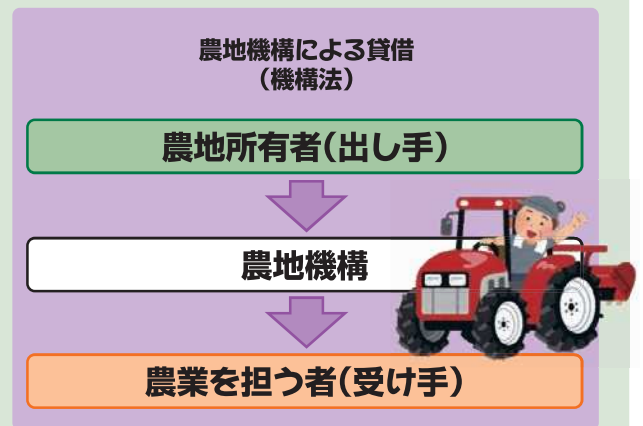 農地機構による貸借
（機構法）
農地所有者（出し手）
農地機構
農業を担う者（受け手）